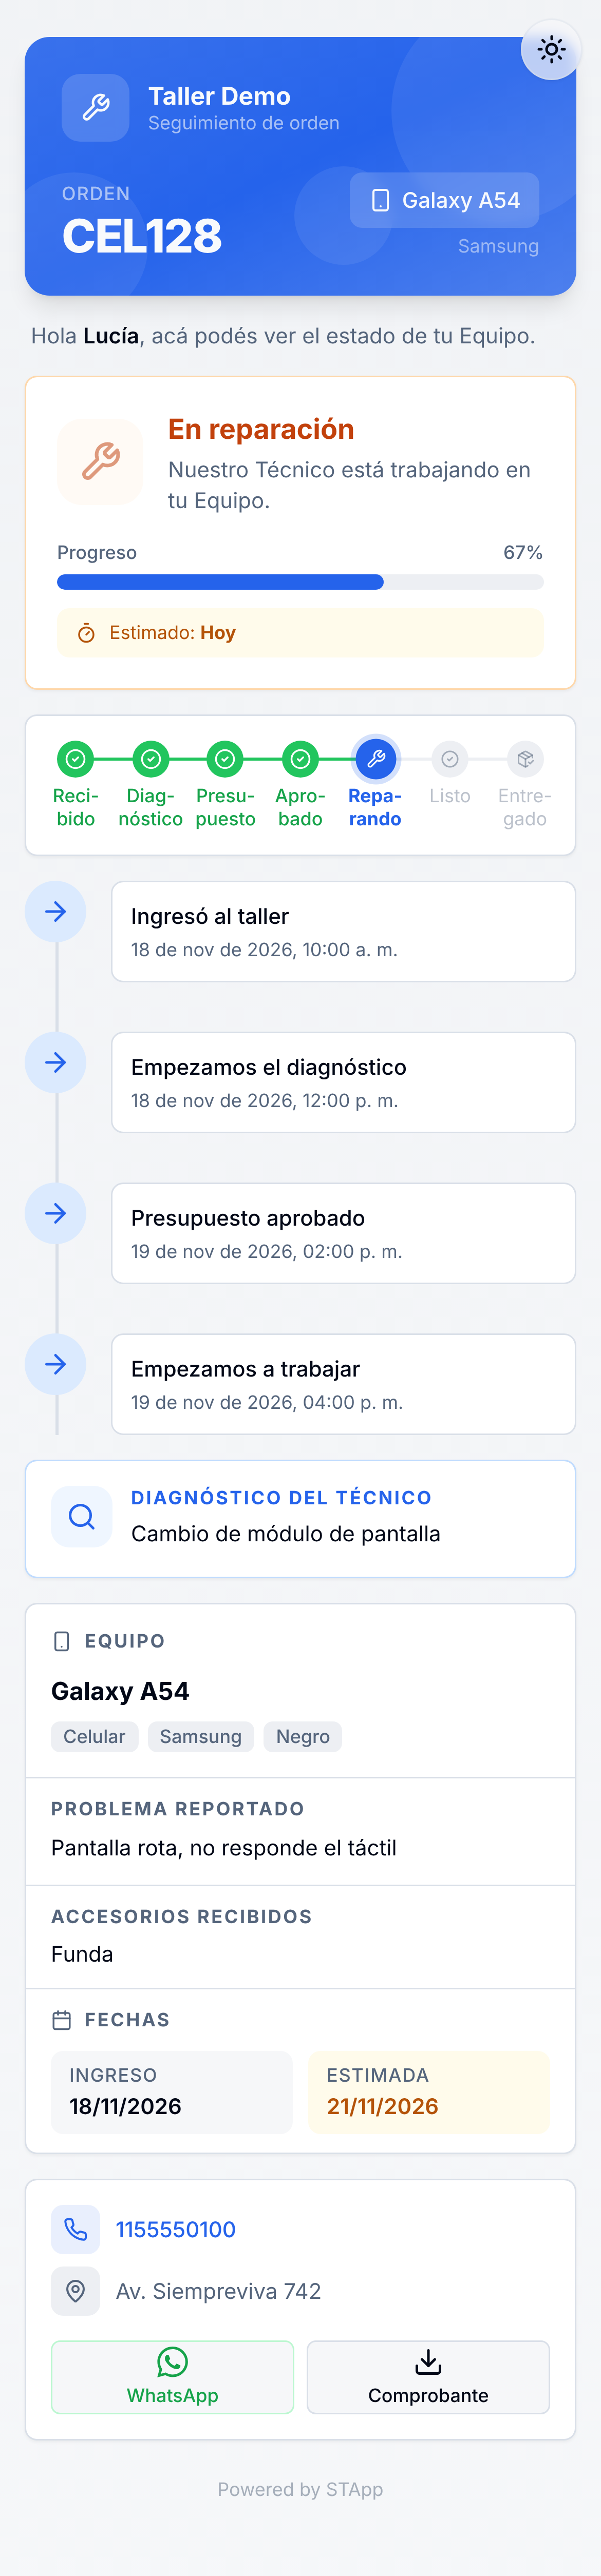 Taller Demo
Seguimiento de orden
ORDEN
CEL128
Galaxy A54
Samsung
Hola Lucía, acá podés ver el estado de tu Equipo.
En reparación
Nuestro Técnico está trabajando en
tu Equipo.
Progreso 67%
Estimado: Hoy
Reci-
bido
Diag-
nóstico
Presu-
puesto
Apro-
bado
Repa-
rando
Listo
Entre-
gado
Ingresó al taller
18 de nov de 2026, 10:00 a. m.
Empezamos el diagnóstico
18 de nov de 2026, 12:00 p. m.
Presupuesto aprobado
19 de nov de 2026, 02:00 p. m.
Empezamos a trabajar
19 de nov de 2026, 04:00 p. m.
DIAGNÓSTICO DEL TÉCNICO
Cambio de módulo de pantalla
EQUIPO
Galaxy A54
Celular Samsung Negro
PROBLEMA REPORTADO
Pantalla rota, no responde el táctil
ACCESORIOS RECIBIDOS
Funda
FECHAS
INGRESO
18/11/2026
ESTIMADA
21/11/2026
1155550100
Av. Siempreviva 742
WhatsApp
Comprobante
Powered by STApp